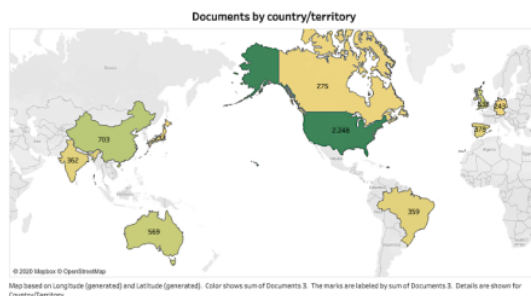 Documents by country/territory
275
703
2,248
362
359
569
© 2020 Mapbox © OpenStreetMap
Map based on Longitude (generated) and Latitude (generated). Color shows sum of Documents 3. The marks are labeled by sum of Documents 3. Details are shown for
Country/Territory.